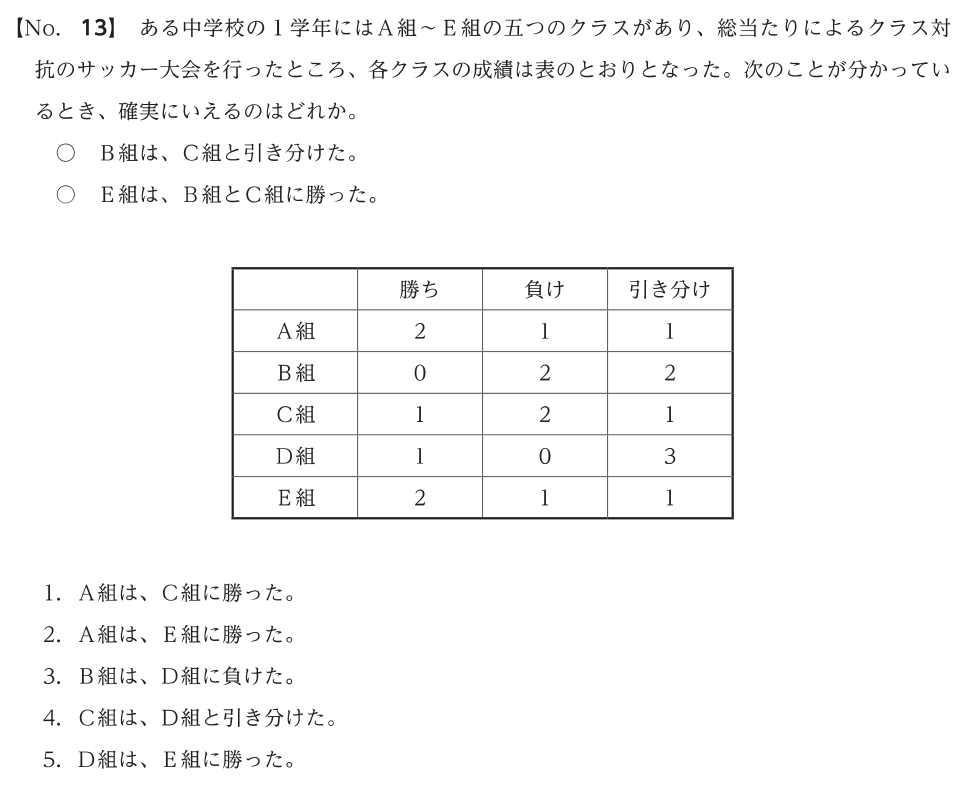 【No. 13】 ある中学校の１学年にはＡ組～Ｅ組の五つのクラスがあり、総当たりによるクラス対
抗のサッカー大会を行ったところ、各クラスの成績は表のとおりとなった。次のことが分かってい
るとき、確実にいえるのはどれか。
○ Ｂ組は、Ｃ組と引き分けた。
○ Ｅ組は、Ｂ組とＣ組に勝った。
勝ち 負け 引き分け
Ａ組 2 1 1
Ｂ組 0 2 2
Ｃ組 1 2 1
Ｄ組 1 0 3
Ｅ組 2 1 1
1. Ａ組は、Ｃ組に勝った。
2. Ａ組は、Ｅ組に勝った。
3. Ｂ組は、Ｄ組に負けた。
4. Ｃ組は、Ｄ組と引き分けた。
5. Ｄ組は、Ｅ組に勝った。